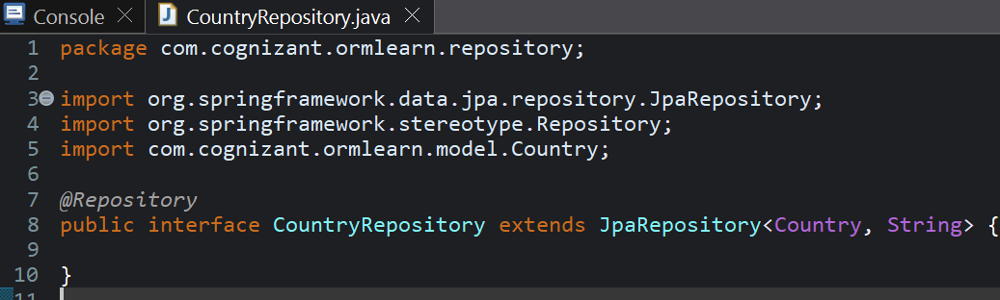 Console CountryRepository.java
1 package com.cognizant.ormlearn.repository;
2
3 import org.springframework.data.jpa.repository.JpaRepository;
4 import org.springframework.stereotype.Repository;
5 import com.cognizant.ormlearn.model.Country;
6
7 @Repository
8 public interface CountryRepository extends JpaRepository<Country, String> {
9
10 }
11